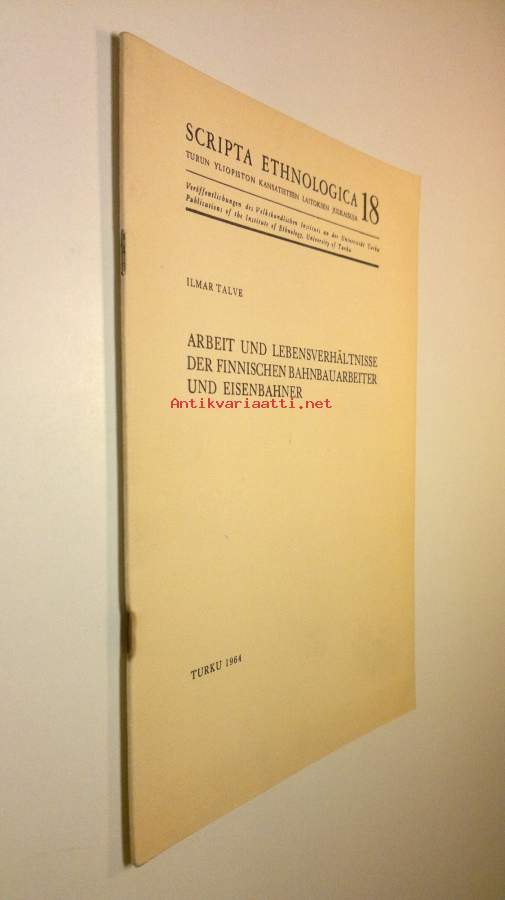 SCRIPTA ETHNOLOGICA 18
TURUN YLIOPISTON KANSATIETEEN LAITOKSEN JULKAISUJA
Veröffentlichungen des Volkskundlichen Instituts an der Universität Turku
Publications of the Institute of Ethnology, University of Turku
ILMAR TALVE
ARBEIT UND LEBENSVERHÄLTNISSE
DER FINNISCHEN BAHNBAUARBEITER
UND EISENBAHNER
Antikvariaatti.net
TURKU 1964